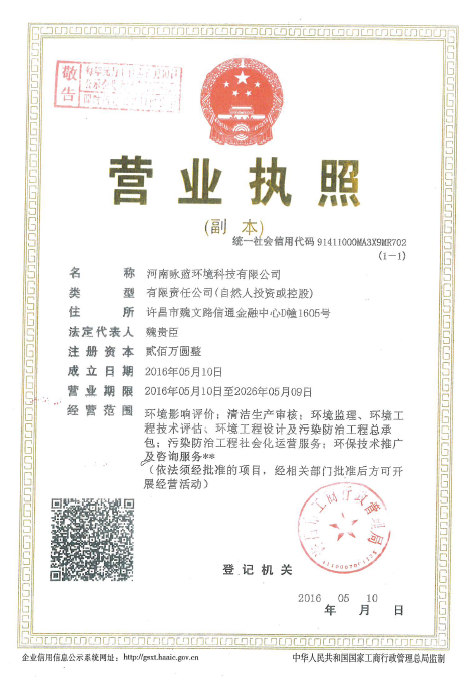 敬告
营业执照
(副 本)
统一社会信用代码 91411000MA3X9MR702
(1-1)
名 称 河南咏蓝环境科技有限公司
类 型 有限责任公司(自然人投资或控股)
住 所 许昌市魏文路信通金融中心D幢1605号
法定代表人 魏贵臣
注册资本 贰佰万圆整
成立日期 2016年05月10日
营业期限 2016年05月10日至2026年05月09日
经营范围 环境影响评价；清洁生产审核；环境监理、环境工
程技术评估、环境工程设计及污染防治工程总承
包；污染防治工程社会化运营服务；环保技术推广
及咨询服务**
(依法须经批准的项目，经相关部门批准后方可开
展经营活动)
登记机关
2016 05 10
年 月 日
企业信用信息公示系统网址：http://gsxt.haaic.gov.cn
中华人民共和国国家工商行政管理总局监制